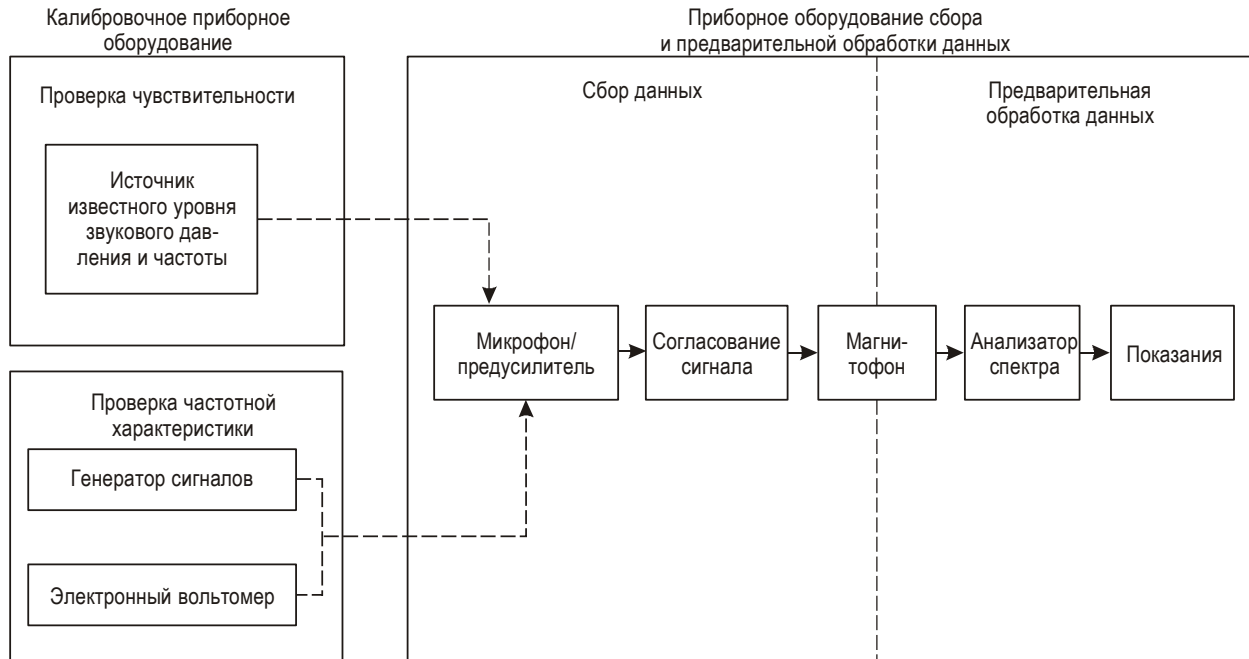 Калибровочное приборное
оборудование
Проверка чувствительности
Источник
известного уровня
звукового дав-
ления и частоты
Проверка частотной
характеристики
Генератор сигналов
Электронный вольтомер
Приборное оборудование сбора
и предварительной обработки данных
Сбор данных
Предварительная
обработка данных
Микрофон/
предусилитель
Согласование
сигнала
Магни-
тофон
Анализатор
спектра
Показания